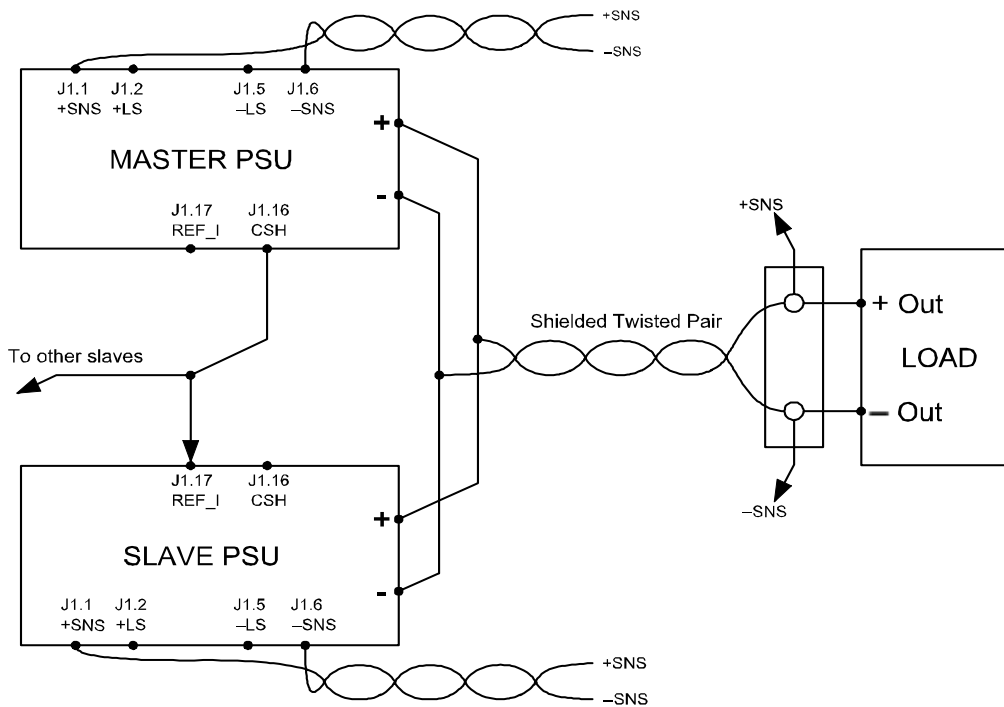 +SNS
–SNS
J1.1 J1.2 J1.5 J1.6
+SNS +LS –LS –SNS
+
MASTER PSU
-
J1.17 J1.16
REF_I CSH
+SNS
Shielded Twisted Pair
+ Out
To other slaves
LOAD
– Out
J1.17 J1.16
REF_I CSH
–SNS
+
SLAVE PSU
-
J1.1 J1.2 J1.5 J1.6
+SNS +LS –LS –SNS
+SNS
–SNS